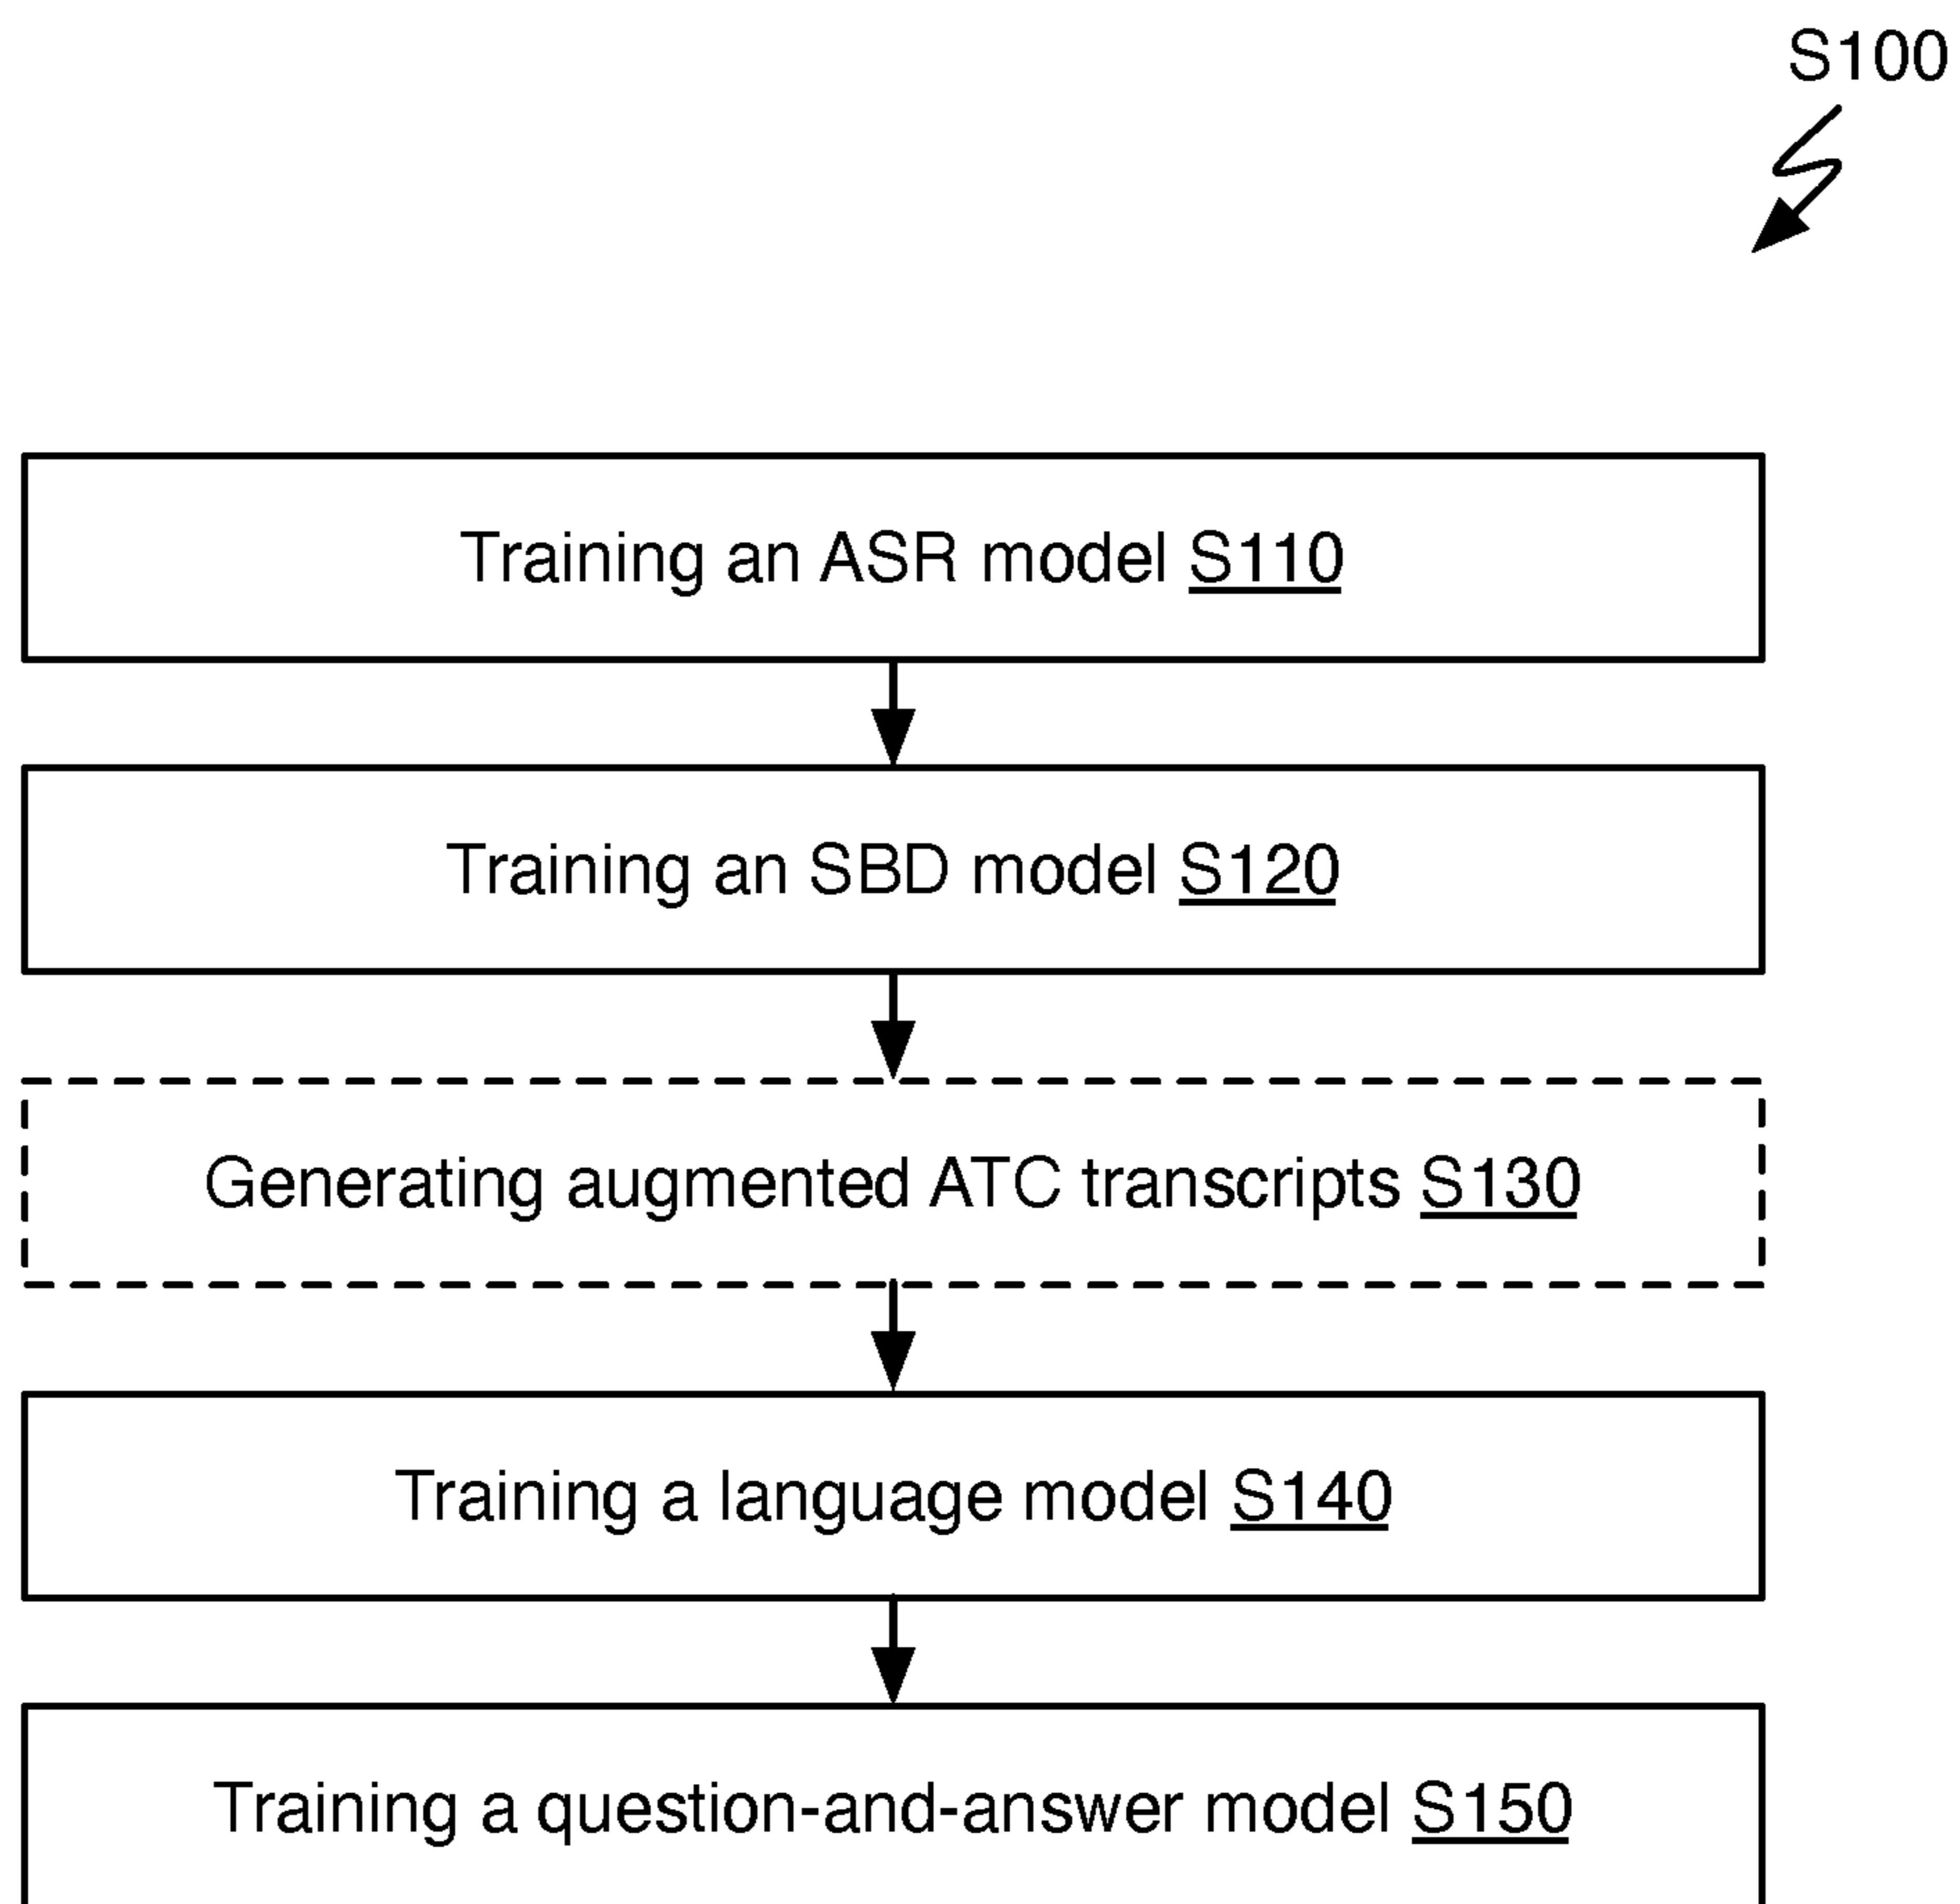 S100
Training an ASR model S110
Training an SBD model S120
Generating augmented ATC transcripts S130
Training a language model S140
Training a question-and-answer model S150